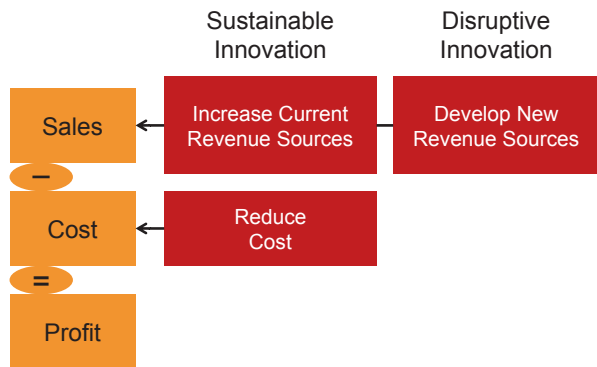 Sustainable
Innovation
Disruptive
Innovation
Sales
Increase Current
Revenue Sources
Develop New
Revenue Sources
–
Cost
Reduce
Cost
=
Profit